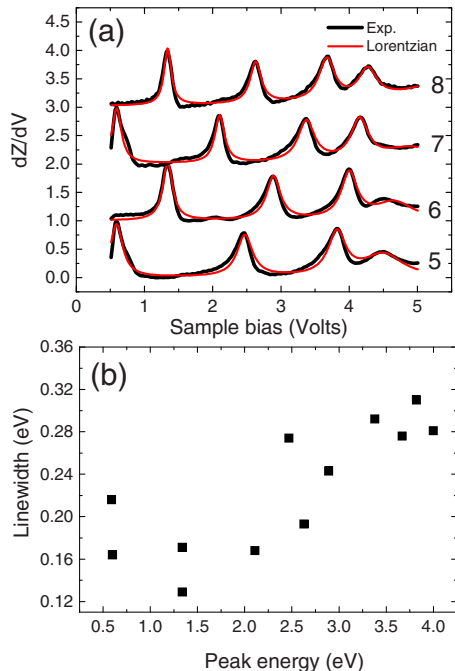 (a)
Exp.
Lorentzian
4.5
4.0
3.5
3.0
2.5
2.0
1.5
1.0
0.5
0.0
dZ/dV
8
7
6
5
0 1 2 3 4 5
Sample bias (Volts)
(b)
0.36
0.32
0.28
0.24
0.20
0.16
0.12
Linewidth (eV)
0.5 1.0 1.5 2.0 2.5 3.0 3.5 4.0
Peak energy (eV)